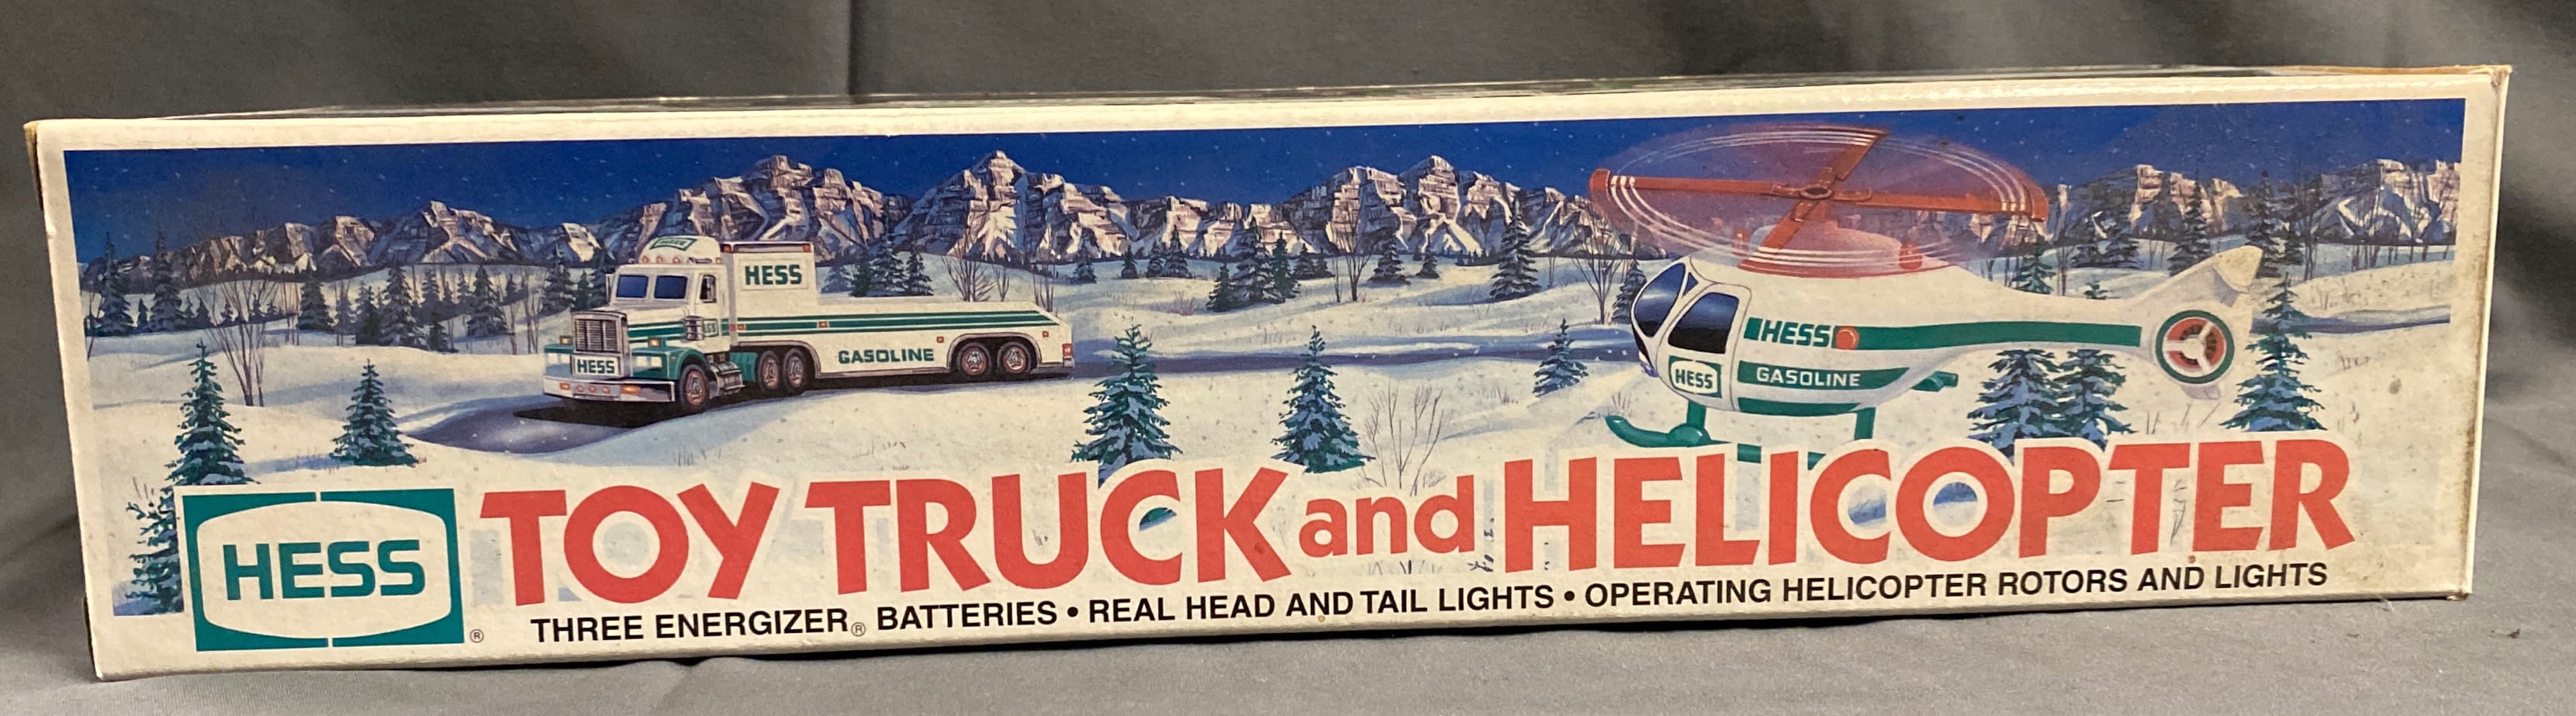 HESS
HESS
HESS
GASOLINE
HESS
HESS
GASOLINE
HESS ®
TOY TRUCK and HELICOPTER
THREE ENERGIZER® BATTERIES • REAL HEAD AND TAIL LIGHTS • OPERATING HELICOPTER ROTORS AND LIGHTS